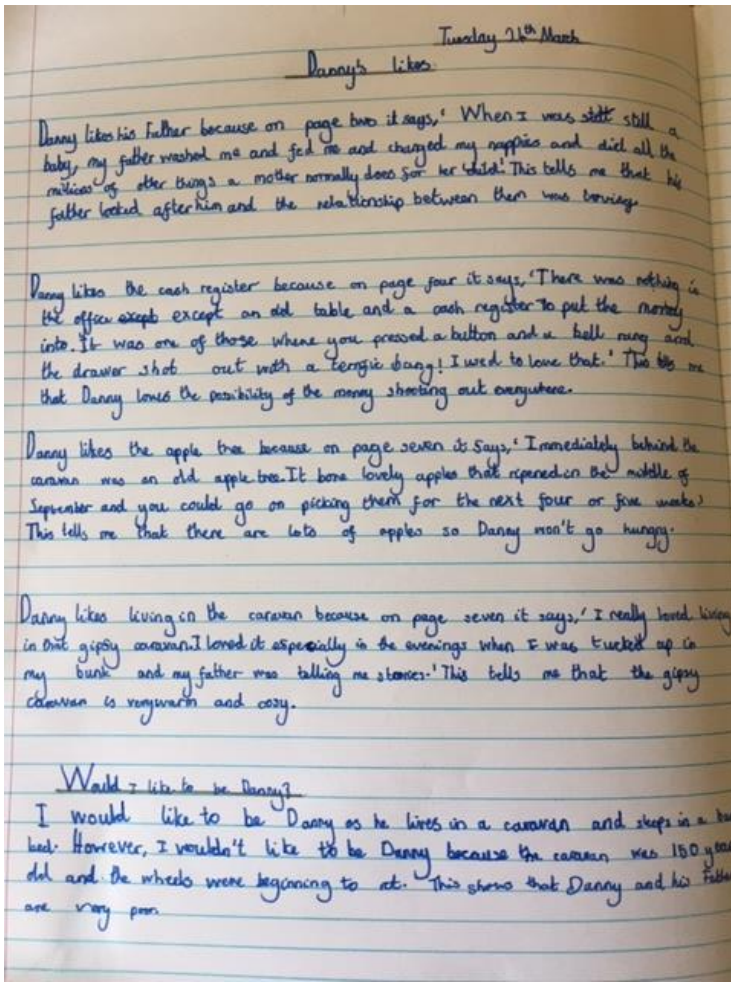 Tuesday 26th March
Danny's likes
Danny likes his Father because on page two it says,' When I was still a
baby, my father washed me and fed me and changed my nappies and did all the
millions of other things a mother normally does for her child.' This tells me that his
father looked after him and the relationship between them was loving.
Danny likes the cash register because on page four it says, 'There was nothing in
the office except except an old table and a cash register to put the money
into. It was one of those where you pressed a button and a bell rang and
the drawer shot out with a terrific bang! I used to love that.' This tells me
that Danny loves the possibility of the money shooting out everywhere.
Danny likes the apple tree because on page seven it says,' Immediately behind the
caravan was an old apple tree. It bore lovely apples that ripened in the middle of
September and you could go on picking them for the next four or five weeks.'
This tells me that there are lots of apples so Danny won't go hungry.
Danny likes living in the caravan because on page seven it says,' I really loved living
in that gipsy caravan. I loved it especially in the evenings when I was tucked up in
my bunk and my father was telling me stories.' This tells me that the gipsy
caravan is very warm and cosy.
Would I like to be Danny?
I would like to be Danny as he lives in a caravan and sleeps in a
bed. However, I wouldn't like to be Danny because the caravan was 150 year
old and the wheels were beginning to rot. This shows that Danny and his Father
are very poor.